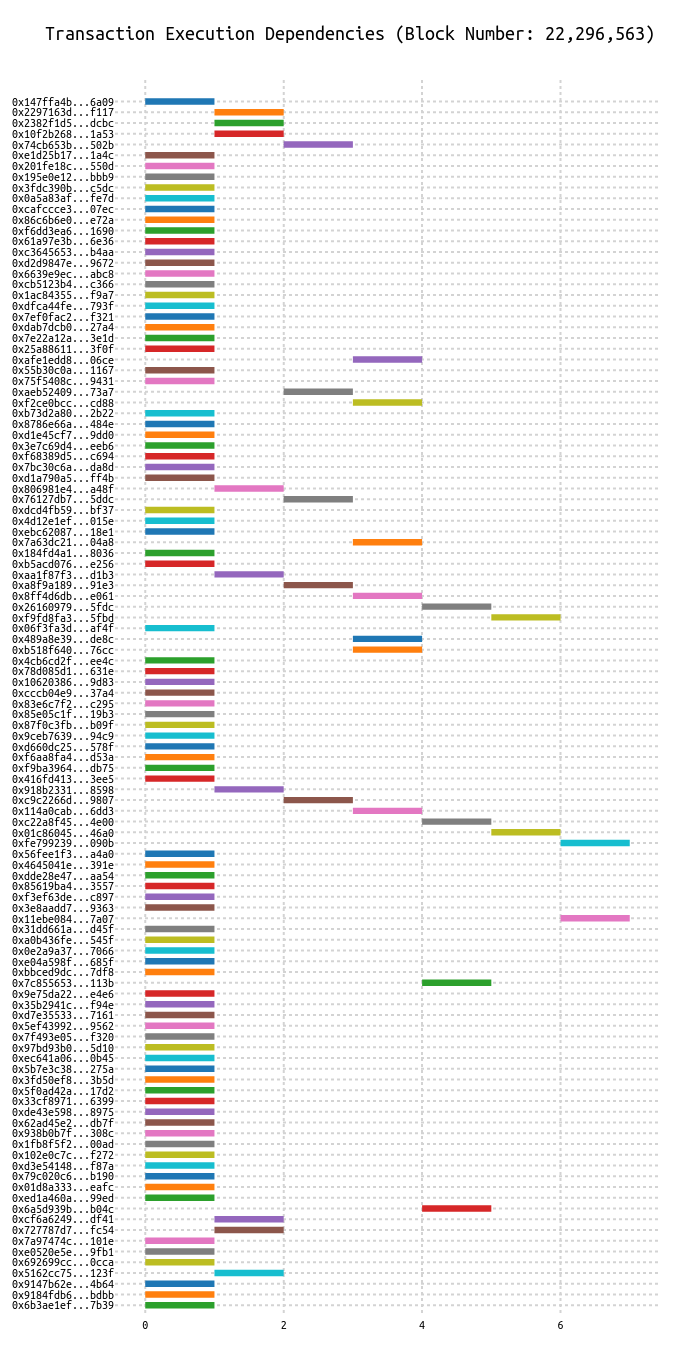 Transaction Execution Dependencies (Block Number: 22,296,563)
0x147ffa4b...6a09
0x2297163d...f117
0x2382f1d5...dcbc
0x10f2b268...1a53
0x74cb653b...502b
0xe1d25b17...1a4c
0x201fe18c...550d
0x195e0e12...bbb9
0x3fdc390b...c5dc
0x0a5a83af...fe7d
0xcafccce3...07ec
0x86c6b6e0...e72a
0xf6dd3ea6...1690
0x61a97e3b...6e36
0xc3645653...b4aa
0xd2d9847e...9672
0x6639e9ec...abc8
0xcb5123b4...c366
0x1ac84355...f9a7
0xdfca44fe...793f
0x7ef0fac2...f321
0xdab7dcb0...27a4
0x7e22a12a...3e1d
0x25a88611...3f0f
0xafe1edd8...06ce
0x55b30c0a...1167
0x75f5408c...9431
0xaeb52409...73a7
0xf2ce0bcc...cd88
0xb73d2a80...2b22
0x8786e66a...484e
0xd1e45cf7...9dd0
0x3e7c69d4...eeb6
0xf68389d5...c694
0x7bc30c6a...da8d
0xd1a790a5...ff4b
0x806981e4...a48f
0x76127db7...5ddc
0xdcd4fb59...bf37
0x4d12e1ef...015e
0xebc62087...18e1
0x7a63dc21...04a8
0x184fd4a1...8036
0xb5acd076...e256
0xaa1f87f3...d1b3
0xa8f9a189...91e3
0x8ff4d6db...e061
0x26160979...5fdc
0xf9fd8fa3...5fbd
0x06f3fa3d...af4f
0x489a8e39...de8c
0xb518f640...76cc
0x4cb6cd2f...ee4c
0x78d085d1...631e
0x10620386...9d83
0xcccb04e9...37a4
0x83e6c7f2...c295
0x85e05c1f...19b3
0x87f0c3fb...b09f
0x9ceb7639...94c9
0xd660dc25...578f
0xf6aa8fa4...d53a
0xf9ba3964...db75
0x416fd413...3ee5
0x918b2331...8598
0xc9c2266d...9807
0x114a0cab...6dd3
0xc22a8f45...4e00
0x01c86045...46a0
0xfe799239...090b
0x56fee1f3...a4a0
0x4645041e...391e
0xdde28e47...aa54
0x85619ba4...3557
0xf3ef63de...c897
0x3e8aadd7...9363
0x11ebe084...7a07
0x31dd661a...d45f
0xa0b436fe...545f
0x0e2a9a37...7066
0xe04a598f...685f
0xbbced9dc...7df8
0x7c855653...113b
0x9e75da22...e4e6
0x35b2941c...f94e
0xd7e35533...7161
0x5ef43992...9562
0x7f493e05...f320
0x97bd93b0...5d10
0xec641a06...0b45
0x5b7e3c38...275a
0x3fd50ef8...3b5d
0x5f0ad42a...17d2
0x33cf8971...6399
0xde43e598...8975
0x62ad45e2...db7f
0x938b0b7f...308c
0x1fb8f5f2...00ad
0x102e0c7c...f272
0xd3e54148...f87a
0x79c020c6...b190
0x01d8a333...eafc
0xed1a460a...99ed
0x6a5d939b...b04c
0xcf6a6249...df41
0x727787d7...fc54
0x7a97474c...101e
0xe0520e5e...9fb1
0x692699cc...0cca
0x5162cc75...123f
0x9147b62e...4b64
0x9184fdb6...bdbb
0x6b3ae1ef...7b39
0 2 4 6